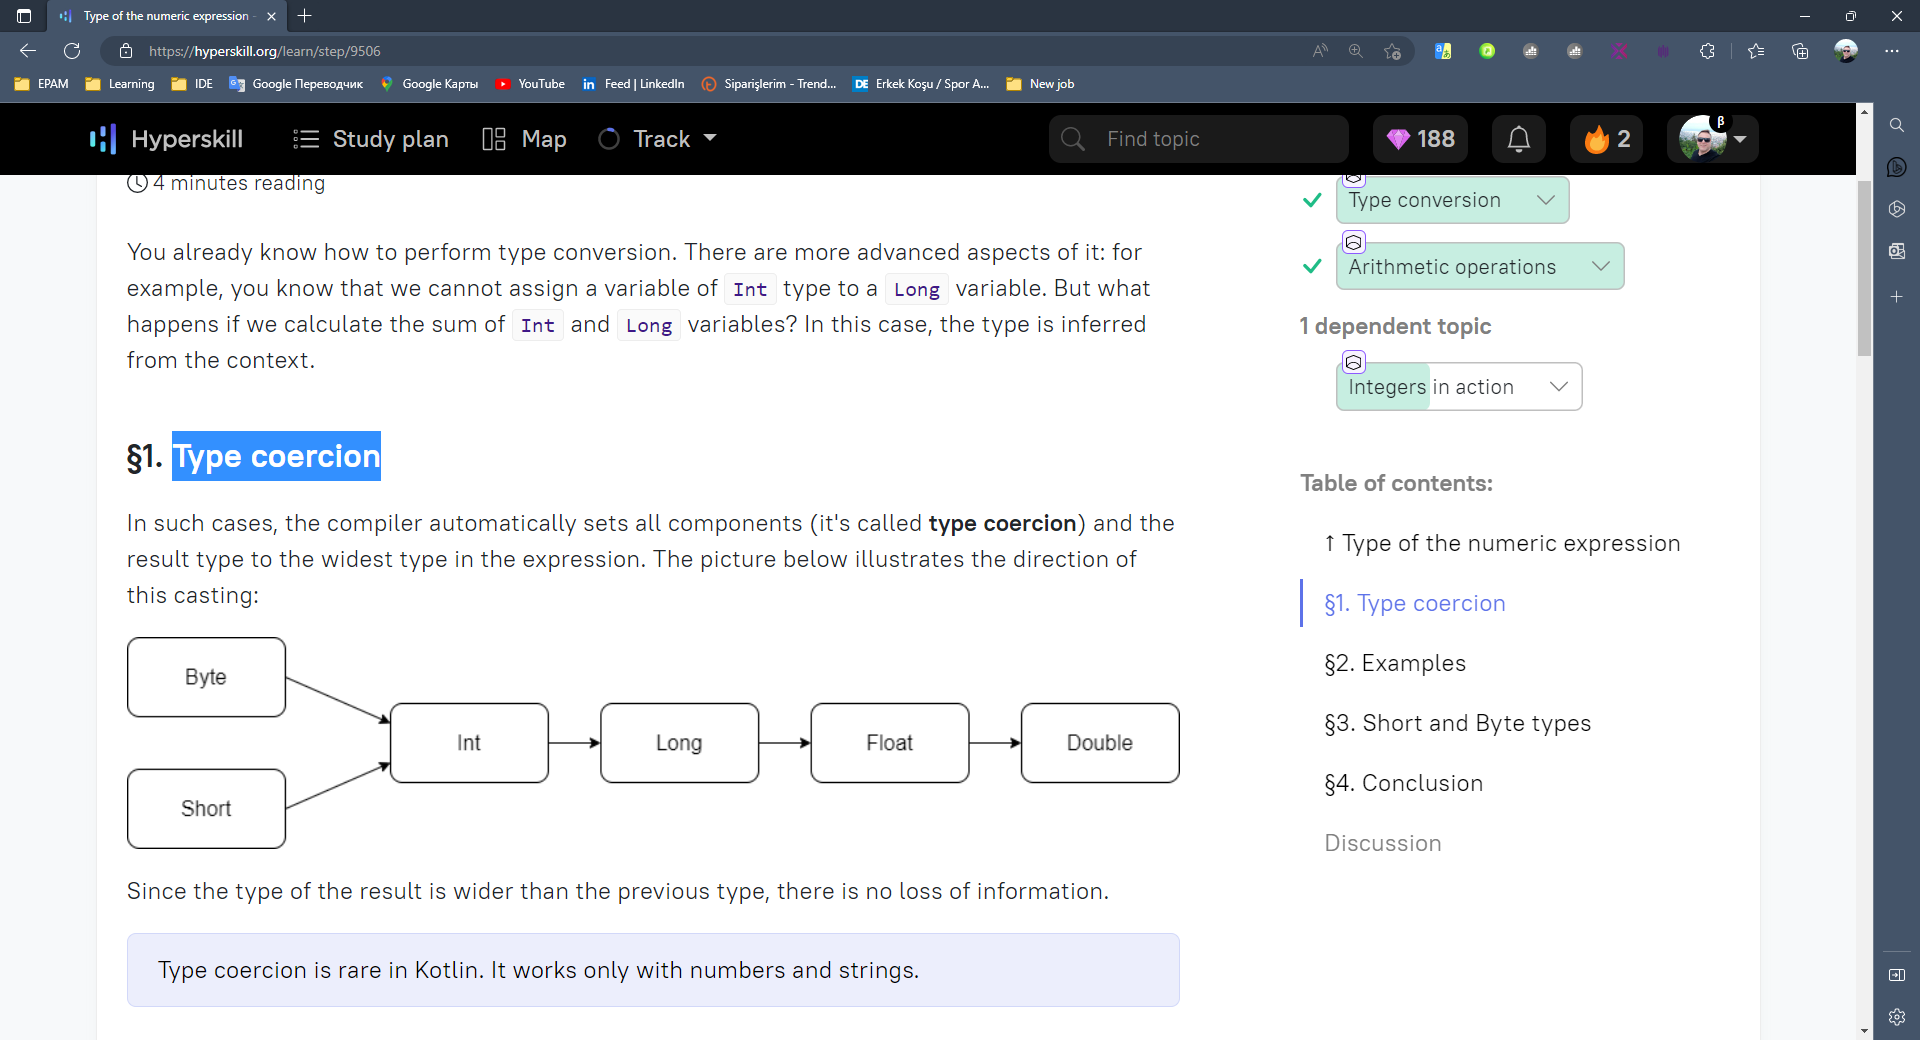 Type of the numeric expression -
https://hyperskill.org/learn/step/9506
EPAM
Learning
IDE
Google Переводчик
Google Карты
YouTube
Feed | LinkedIn
Siparişlerim - Trend...
Erkek Koşu / Spor A...
New job
Hyperskill
Study plan
Map
Track
Find topic
188
2
β
4 minutes reading
You already know how to perform type conversion. There are more advanced aspects of it: for
example, you know that we cannot assign a variable of Int type to a Long variable. But what
happens if we calculate the sum of Int and Long variables? In this case, the type is inferred
from the context.
§1. Type coercion
In such cases, the compiler automatically sets all components (it's called type coercion) and the
result type to the widest type in the expression. The picture below illustrates the direction of
this casting:
Byte
Short
Int
Long
Float
Double
Since the type of the result is wider than the previous type, there is no loss of information.
Type coercion is rare in Kotlin. It works only with numbers and strings.
Type conversion
Arithmetic operations
1 dependent topic
Integers in action
Table of contents:
↑ Type of the numeric expression
§1. Type coercion
§2. Examples
§3. Short and Byte types
§4. Conclusion
Discussion